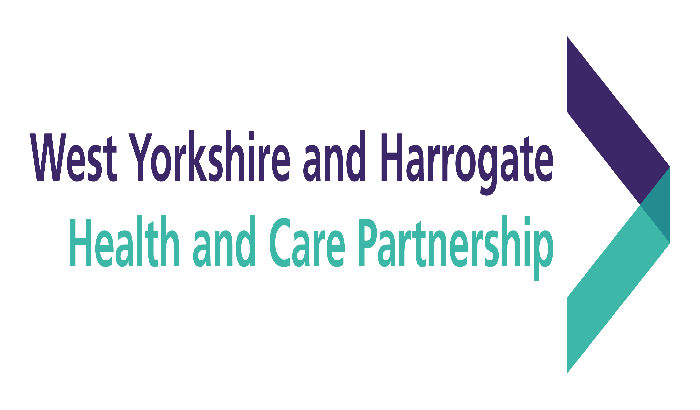 West Yorkshire and Harrogate
Health and Care Partnership